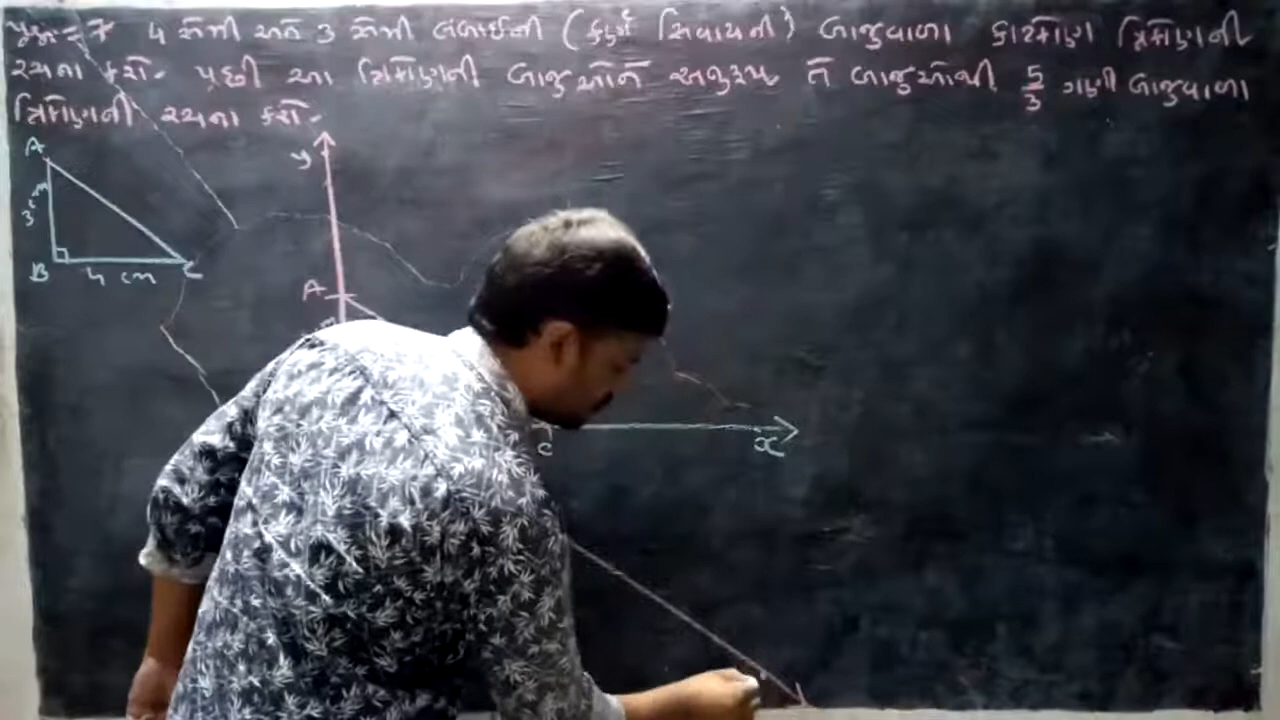 પ્રશ્ન = 7 4 સેમી અને 3 સેમી લંબાઈની (કર્ણ સિવાયની) બાજુવાળા કાટકોણ ત્રિકોણની
રચના કરો. પછી આ ત્રિકોણની બાજુઓને અનુરૂપ તે બાજુઓથી 5/3 ગણી બાજુવાળા
ત્રિકોણની રચના કરો.
A
3 cm
B 4 cm C
y
A
c
x